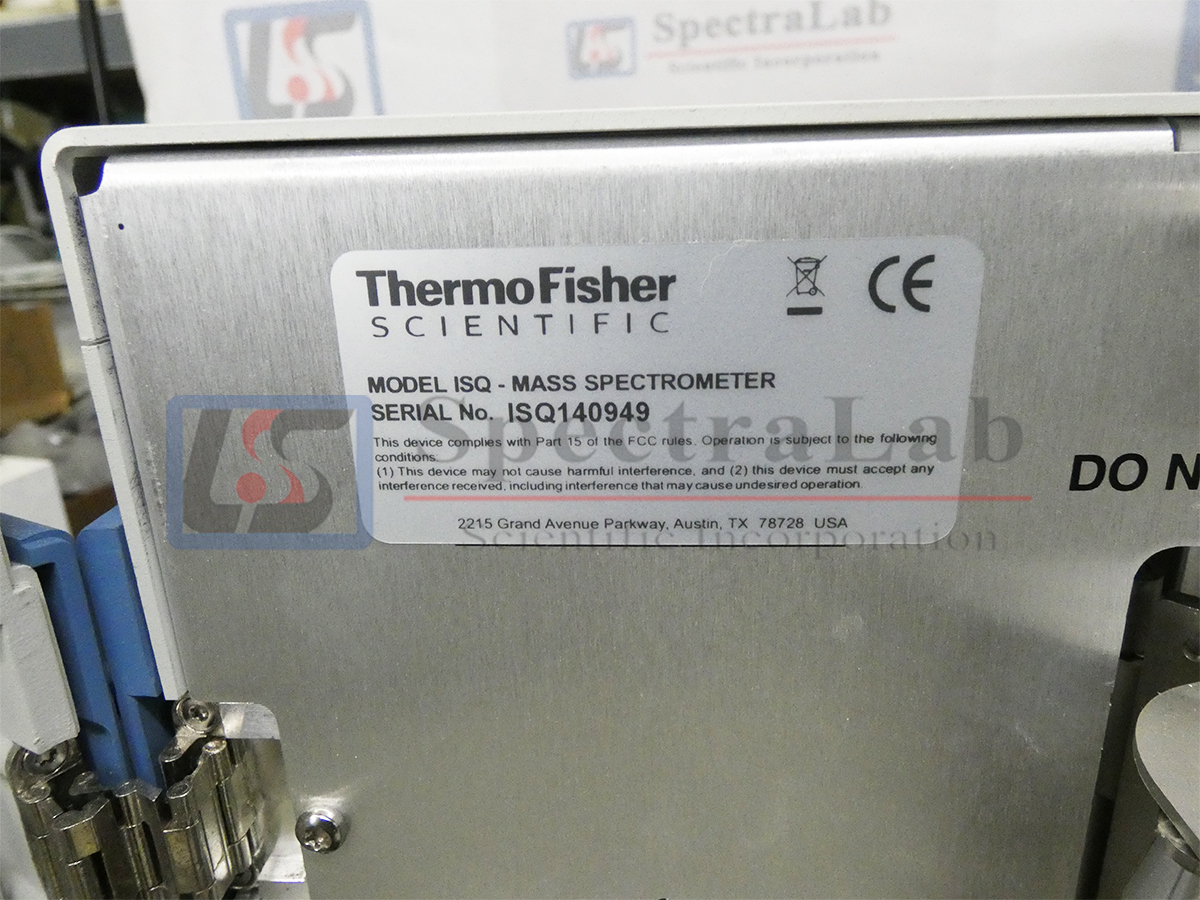 LS
SpectraLab
Scientific Incorporation
ThermoFisher
SCIENTIFIC
CE
MODEL ISQ - MASS SPECTROMETER
SERIAL No. ISQ140949
This device complies with Part 15 of the FCC rules. Operation is subject to the following
conditions.
(1) This device may not cause harmful interference, and (2) this device must accept any
interference received, including interference that may cause undesired operation.
2215 Grand Avenue Parkway, Austin, TX 78728 USA
LS
SpectraLab
Scientific Incorporation
DO N